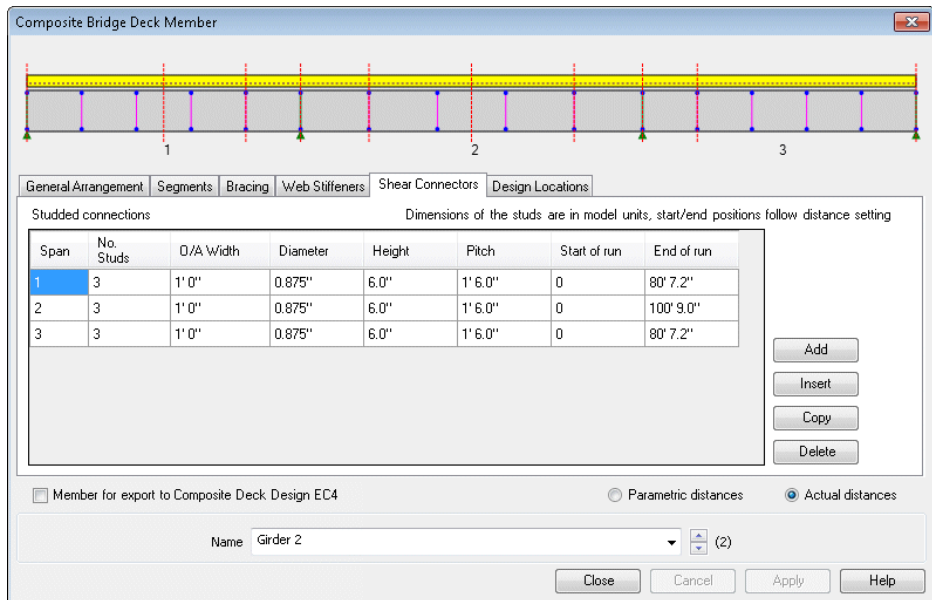 Composite Bridge Deck Member
1 2 3
General Arrangement Segments Bracing Web Stiffeners Shear Connectors Design Locations
Studded connections Dimensions of the studs are in model units, start/end positions follow distance setting
Span No. Studs O/A Width Diameter Height Pitch Start of run End of run
1 3 1' 0" 0.875" 6.0" 1' 6.0" 0 80' 7.2"
2 3 1' 0" 0.875" 6.0" 1' 6.0" 0 100' 9.0"
3 3 1' 0" 0.875" 6.0" 1' 6.0" 0 80' 7.2"
Add
Insert
Copy
Delete
Member for export to Composite Deck Design EC4 Parametric distances Actual distances
Name Girder 2 (2)
Close Cancel Apply Help